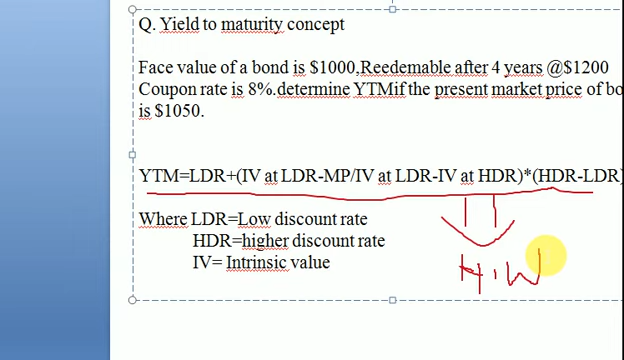 Q. Yield to maturity concept
Face value of a bond is $1000,Reedemable after 4 years @$1200
Coupon rate is 8%.determine YTMif the present market price of bo
is $1050.
YTM=LDR+(IV at LDR-MP/IV at LDR-IV at HDR)*(HDR-LDR)
Where LDR=Low discount rate
HDR=higher discount rate
IV= Intrinsic value
H.W